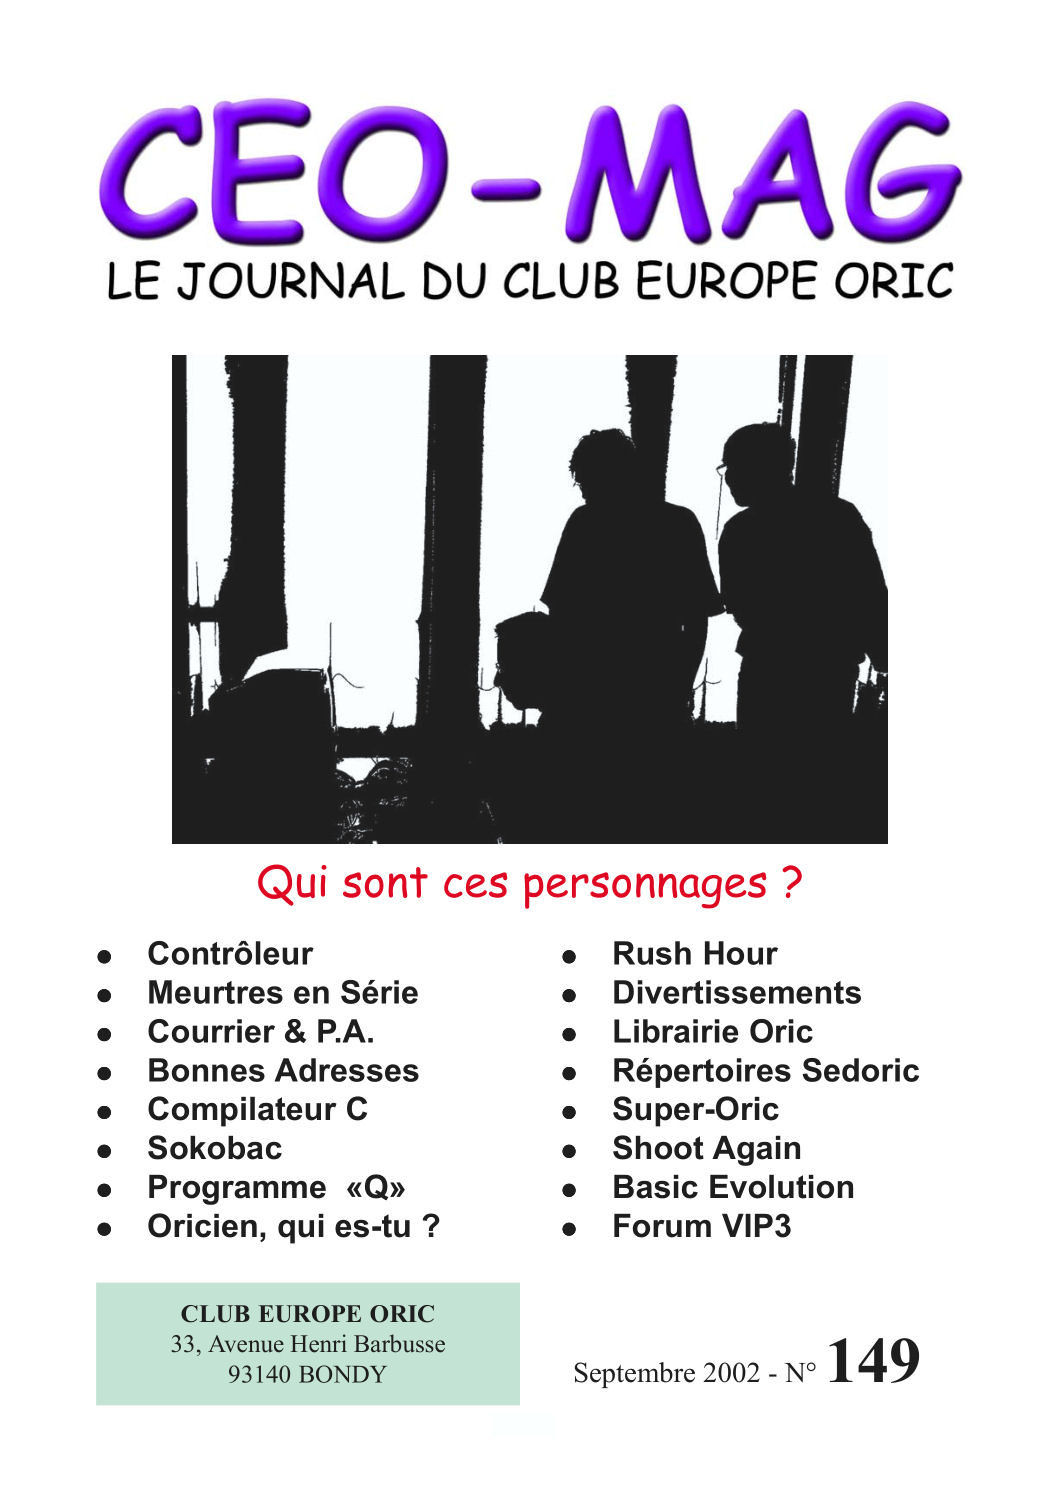 CEO-MAG
LE JOURNAL DU CLUB EUROPE ORIC
Qui sont ces personnages ?
● Contrôleur
● Meurtres en Série
● Courrier & P.A.
● Bonnes Adresses
● Compilateur C
● Sokobac
● Programme «Q»
● Oricien, qui es-tu ?
● Rush Hour
● Divertissements
● Librairie Oric
● Répertoires Sedoric
● Super-Oric
● Shoot Again
● Basic Evolution
● Forum VIP3
CLUB EUROPE ORIC
33, Avenue Henri Barbusse
93140 BONDY
Septembre 2002 - N° 149